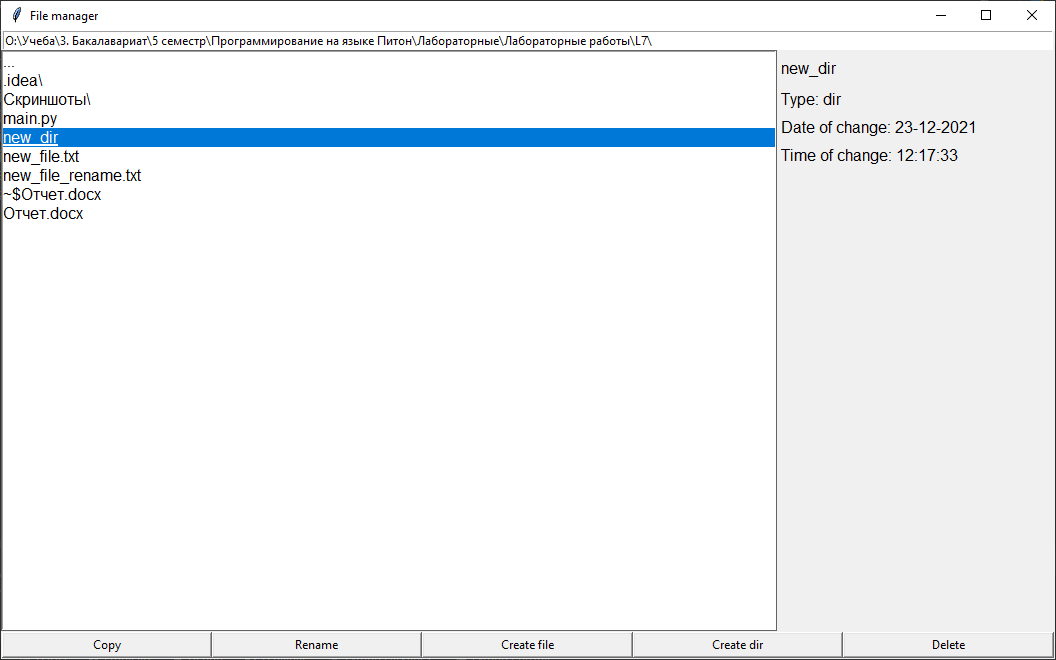 File manager
O:\Учеба\3. Бакалавариат\5 семестр\Программирование на языке Питон\Лабораторные\Лабораторные работы\L7\
...
.idea\
Скриншоты\
main.py
new_dir
new_file.txt
new_file_rename.txt
~$Отчет.docx
Отчет.docx
new_dir
Type: dir
Date of change: 23-12-2021
Time of change: 12:17:33
Copy
Rename
Create file
Create dir
Delete